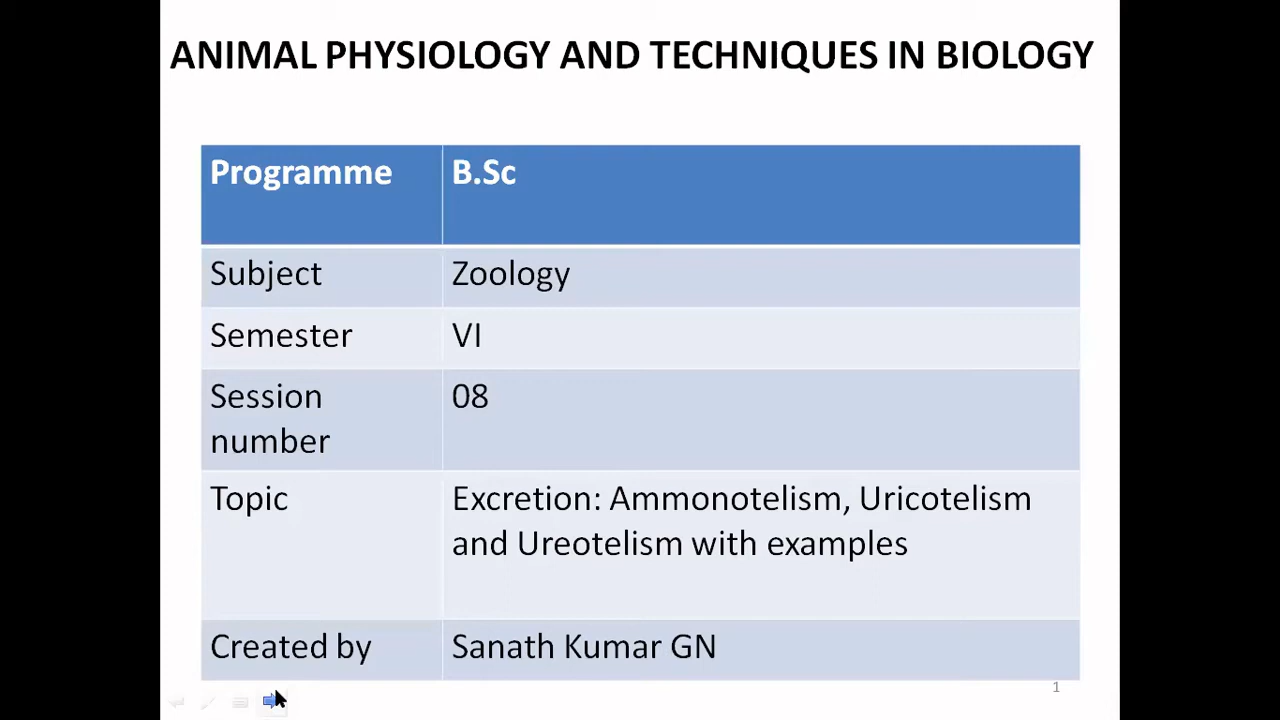 ANIMAL PHYSIOLOGY AND TECHNIQUES IN BIOLOGY
Programme B.Sc
Subject Zoology
Semester VI
Session number 08
Topic Excretion: Ammonotelism, Uricotelism
and Ureotelism with examples
Created by Sanath Kumar GN
1